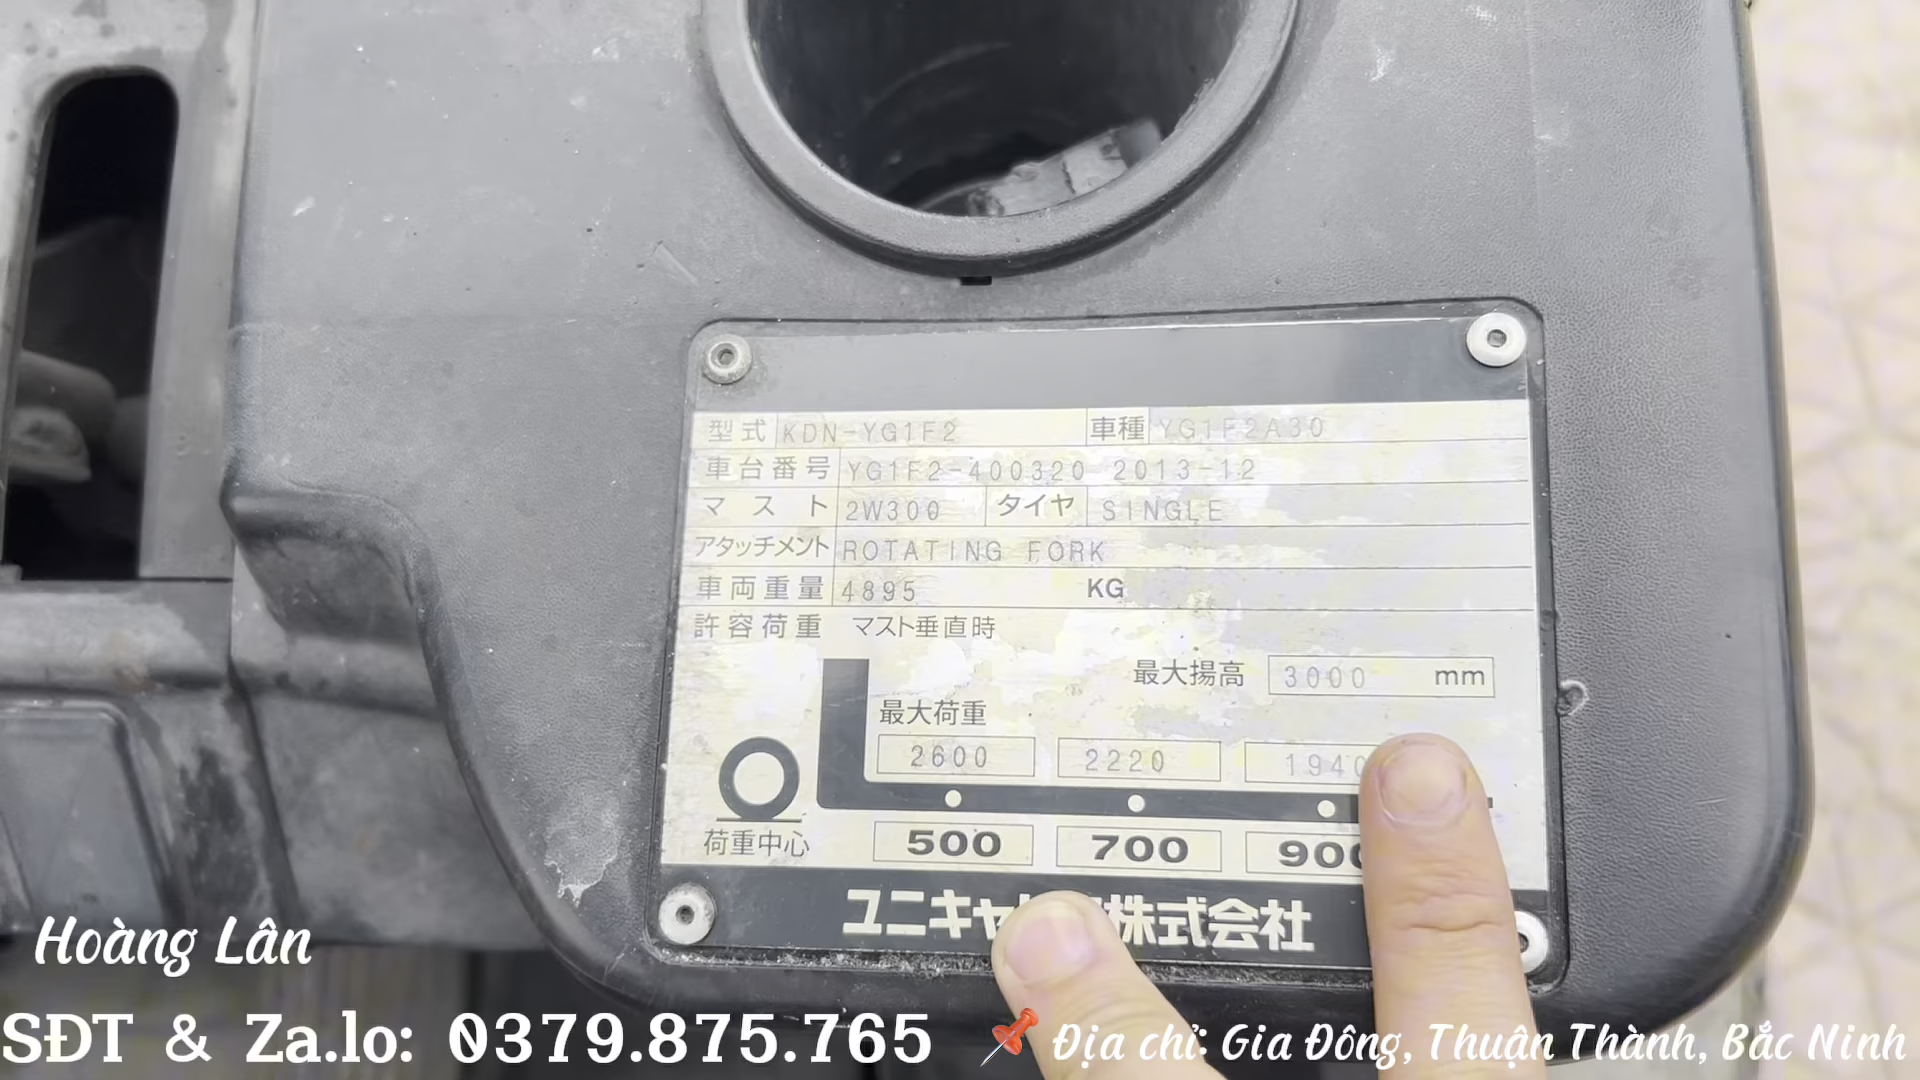 型式 KDN-YG1F2 車種 YG1F2A30
車台番号 YG1F2-400320 2013-12
マスト 2W300 タイヤ SINGLE
アタッチメント ROTATING FORK
車両重量 4895 KG
許容荷重 マスト垂直時
最大揚高 3000 mm
最大荷重
2600 2220 1940
荷重中心 500 700 900
株式会社
Hoàng Lân
SĐT & Za.lo: 0379.875.765
Địa chỉ: Gia Đông, Thuận Thành, Bắc Ninh